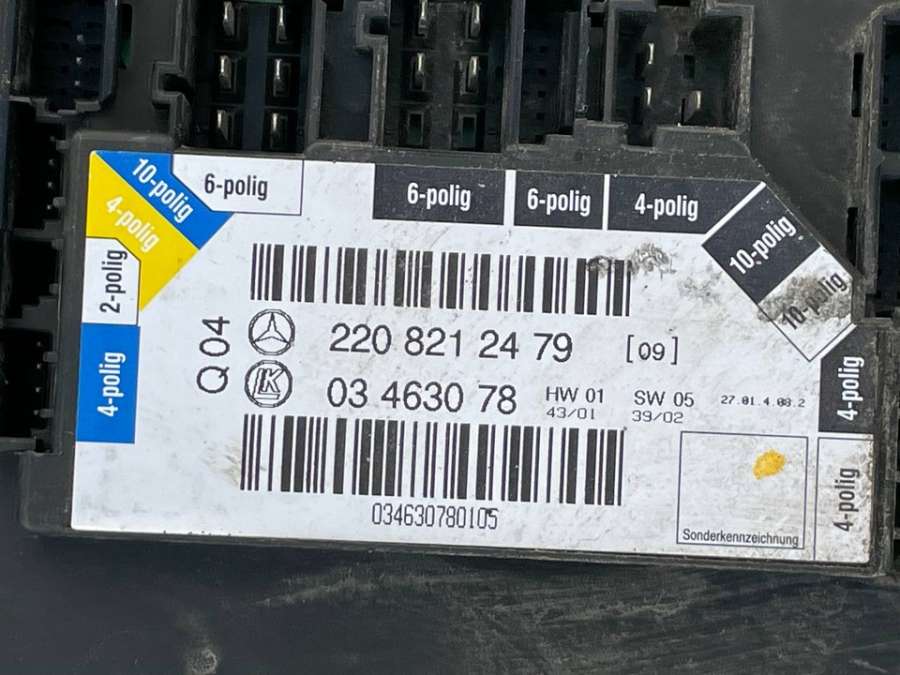 10-polig
6-polig
6-polig
6-polig
4-polig
4-polig
10-polig
2-polig
10-polig
4-polig
4-polig
4-polig
Q 04
220 821 2479 [09]
LK
03 4630 78
HW 01
43/01
SW 05
39/02
27.01.4.08.2
034630780105
Sonderkennzeichnung